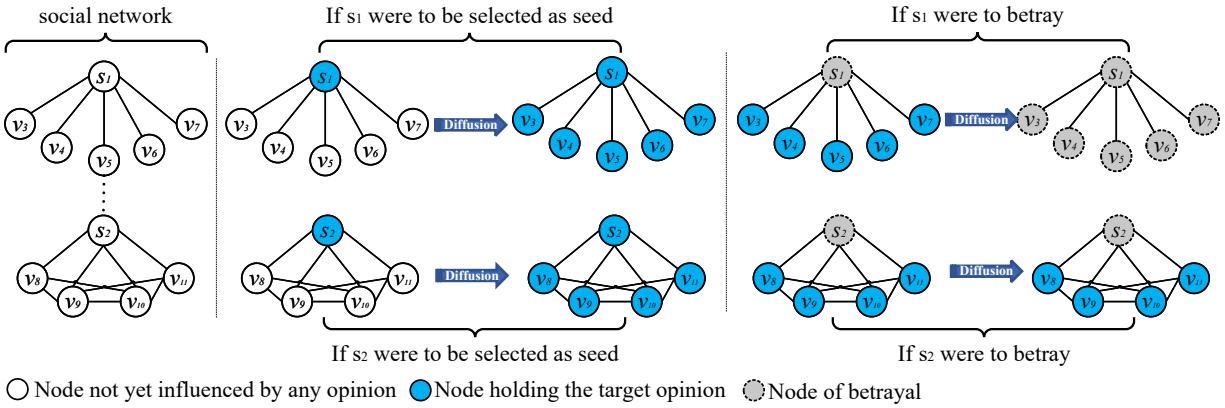 social network
If s1 were to be selected as seed
If s1 were to betray
s1
v3
v4
v5
v6
v7
s1
v3
v4
v5
v6
v7
Diffusion
s1
v3
v4
v5
v6
v7
s1
v3
v4
v5
v6
v7
Diffusion
s1
v3
v4
v5
v6
v7
s2
v8
v9
v10
v11
s2
v8
v9
v10
v11
Diffusion
s2
v8
v9
v10
v11
s2
v8
v9
v10
v11
Diffusion
s2
v8
v9
v10
v11
If s2 were to be selected as seed
If s2 were to betray
Node not yet influenced by any opinion
Node holding the target opinion
Node of betrayal